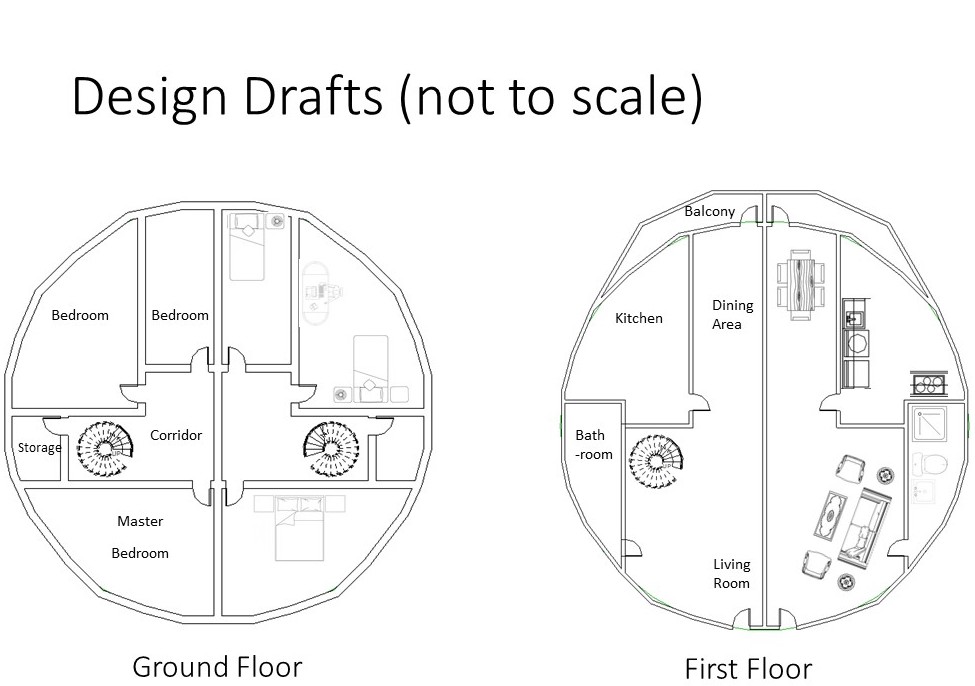 Design Drafts (not to scale)
Bedroom
Bedroom
Storage
Corridor
Master
Bedroom
Ground Floor
Balcony
Kitchen
Dining
Area
Bath
-room
Living
Room
First Floor